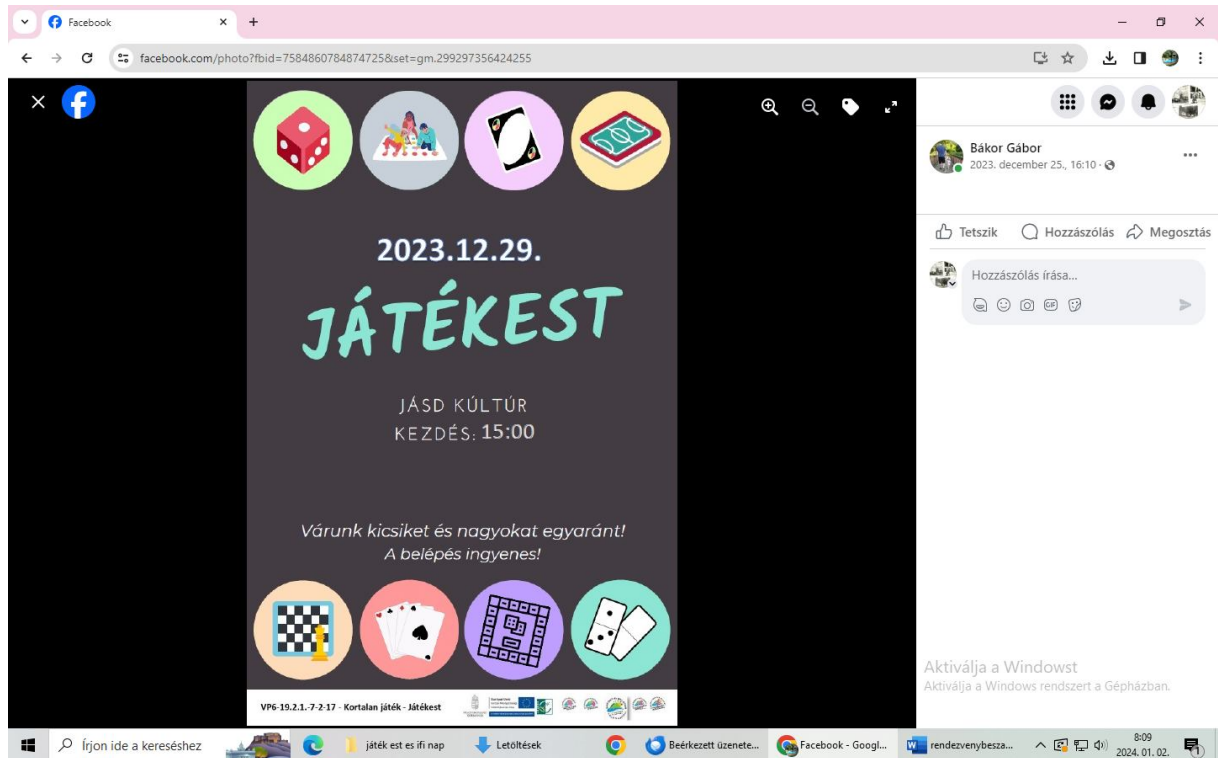 Facebook
facebook.com/photo?fbid=7584860784874725&set=gm.299297356424255
2023.12.29.
JÁTÉKEST
JÁSD KÚLTÚR
KEZDÉS: 15:00
Várunk kicsiket és nagyokat egyaránt!
A belépés ingyenes!
VP6-19.2.1.-7-2-17 - Kortalan játék - Játékest
Bákor Gábor
2023. december 25., 16:10 ·
Tetszik Hozzászólás Megosztás
Hozzászólás írása...
GIF
Aktiválja a Windowst
Aktiválja a Windows rendszert a Gépházban.
Írjon ide a kereséshez
játék est es ifi nap
Letöltések
Beérkezett üzenete...
Facebook - Googl...
rendezvenybesza...
8:09
2024. 01. 02.
1